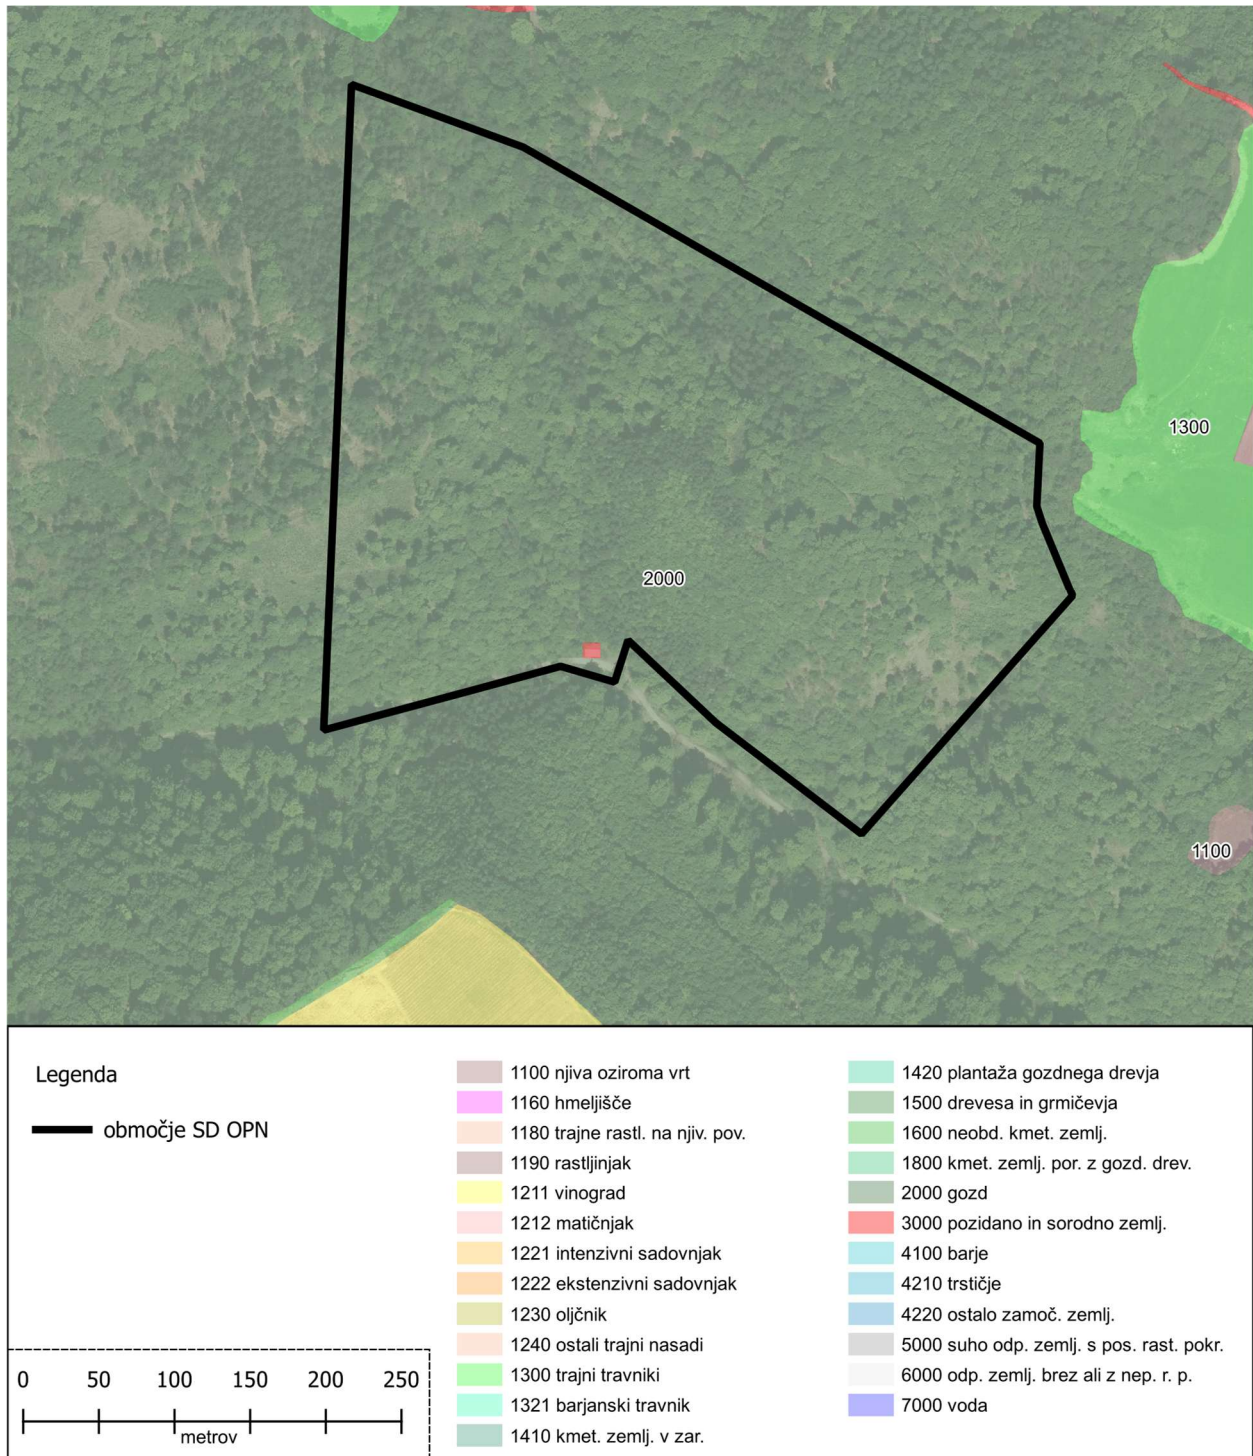 1300
2000
1100
Legenda
območje SD OPN
0 50 100 150 200 250
metrov
1100 njiva oziroma vrt
1160 hmeljišče
1180 trajne rastl. na njiv. pov.
1190 rastljinjak
1211 vinograd
1212 matičnjak
1221 intenzivni sadovnjak
1222 ekstenzivni sadovnjak
1230 oljčnik
1240 ostali trajni nasadi
1300 trajni travniki
1321 barjanski travnik
1410 kmet. zemlj. v zar.
1420 plantaža gozdnega drevja
1500 drevesa in grmičevja
1600 neobd. kmet. zemlj.
1800 kmet. zemlj. por. z gozd. drev.
2000 gozd
3000 pozidano in sorodno zemlj.
4100 barje
4210 trstičje
4220 ostalo zamoč. zemlj.
5000 suho odp. zemlj. s pos. rast. pokr.
6000 odp. zemlj. brez ali z nep. r. p.
7000 voda